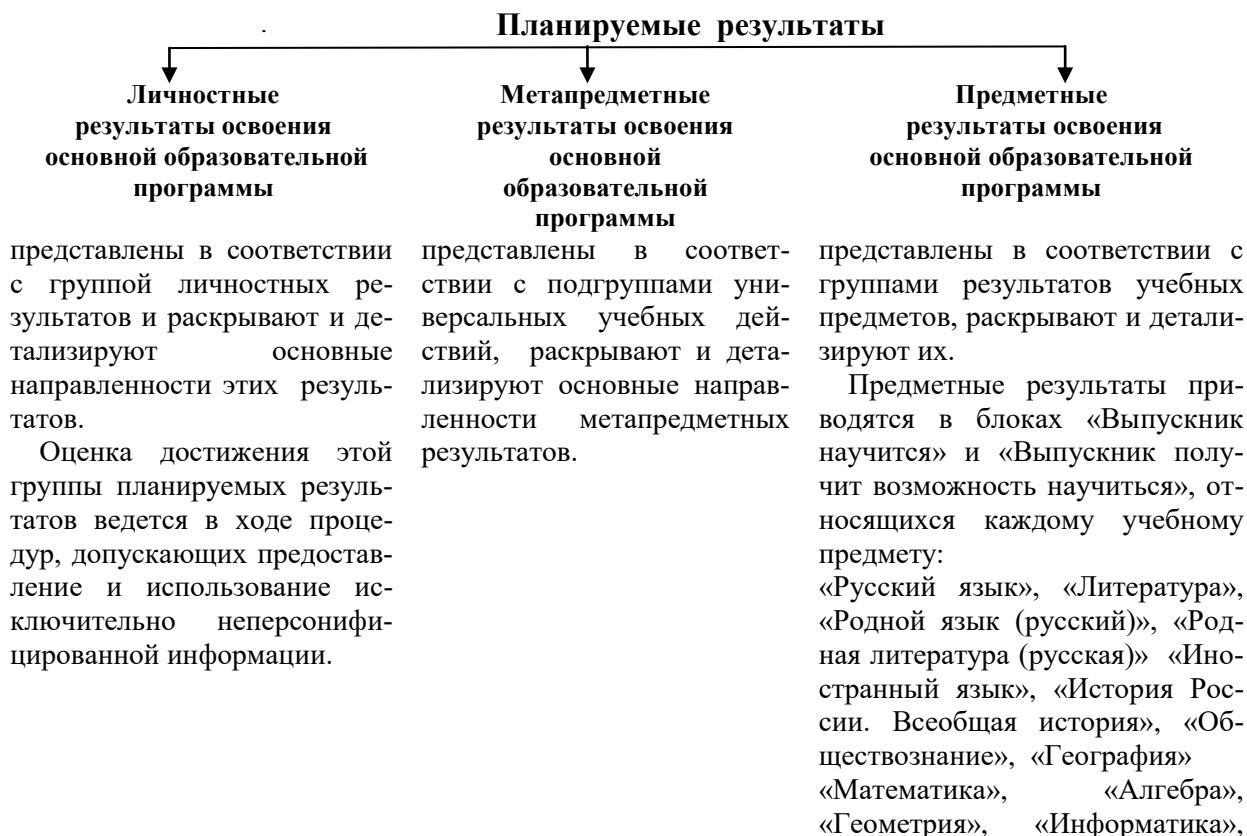 Планируемые результаты
Личностные
результаты освоения
основной образовательной
программы
представлены в соответствии
с группой личностных ре-
зультатов и раскрывают и де-
тализируют основные
направленности этих резуль-
татов.
Оценка достижения этой
группы планируемых резуль-
татов ведется в ходе проце-
дур, допускающих предостав-
ление и использование ис-
ключительно неперсонифи-
цированной информации.
Метапредметные
результаты освоения
основной
образовательной
программы
представлены в соответ-
ствии с подгруппами уни-
версальных учебных дей-
ствий, раскрывают и дета-
лизируют основные направ-
ленности метапредметных
результатов.
Предметные
результаты освоения
основной образовательной
программы
представлены в соответствии с
группами результатов учебных
предметов, раскрывают и детали-
зируют их.
Предметные результаты при-
водятся в блоках «Выпускник
научится» и «Выпускник полу-
чит возможность научиться», от-
носящихся каждому учебному
предмету:
«Русский язык», «Литература»,
«Родной язык (русский)», «Род-
ная литература (русская)» «Ино-
странный язык», «История Рос-
сии. Всеобщая история», «Об-
ществознание», «География»
«Математика», «Алгебра»,
«Геометрия», «Информатика»,